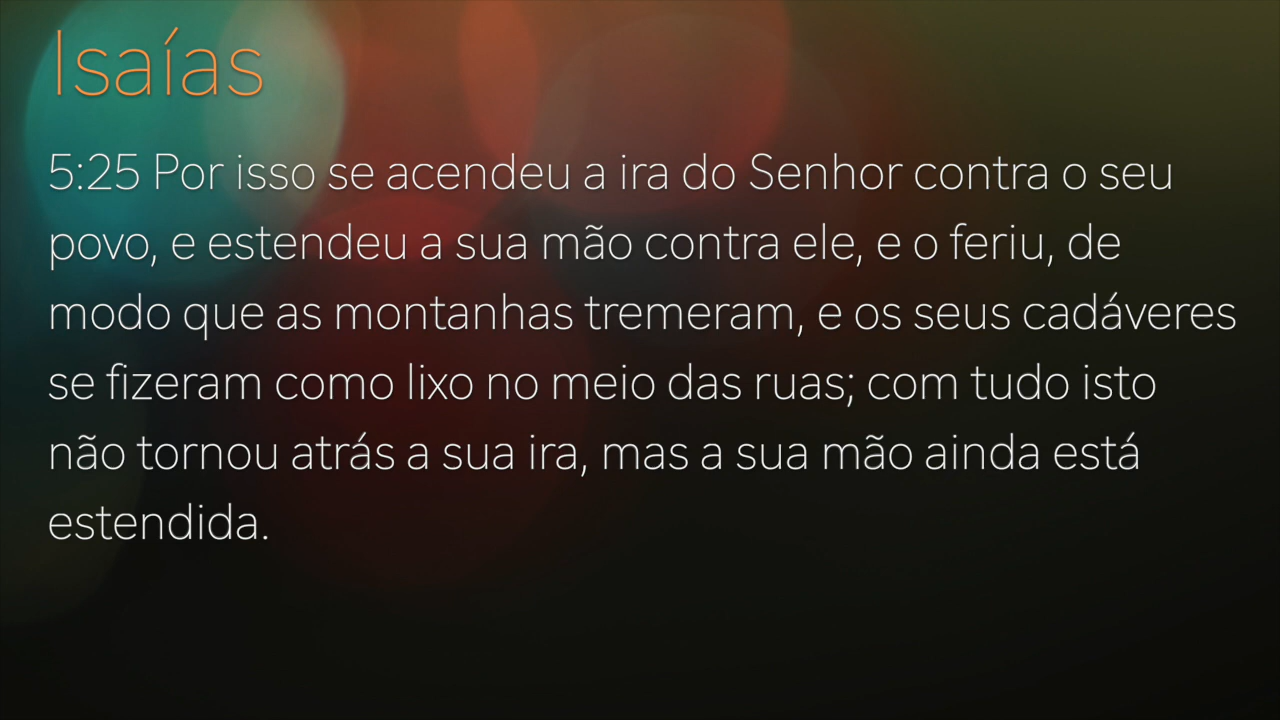 Isaías
5:25 Por isso se acendeu a ira do Senhor contra o seu
povo, e estendeu a sua mão contra ele, e o feriu, de
modo que as montanhas tremeram, e os seus cadáveres
se fizeram como lixo no meio das ruas; com tudo isto
não tornou atrás a sua ira, mas a sua mão ainda está
estendida.